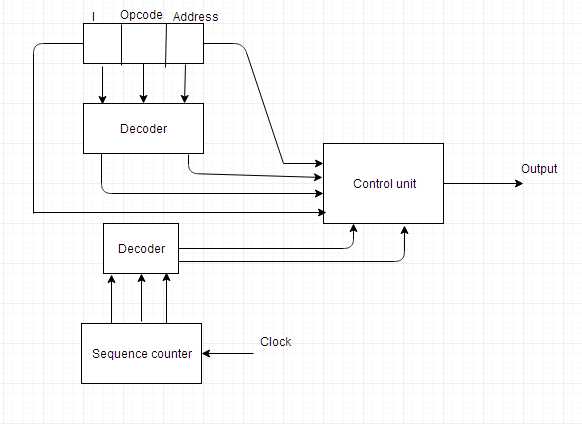 I Opcode Address
Decoder
Control unit
Output
Decoder
Sequence counter
Clock